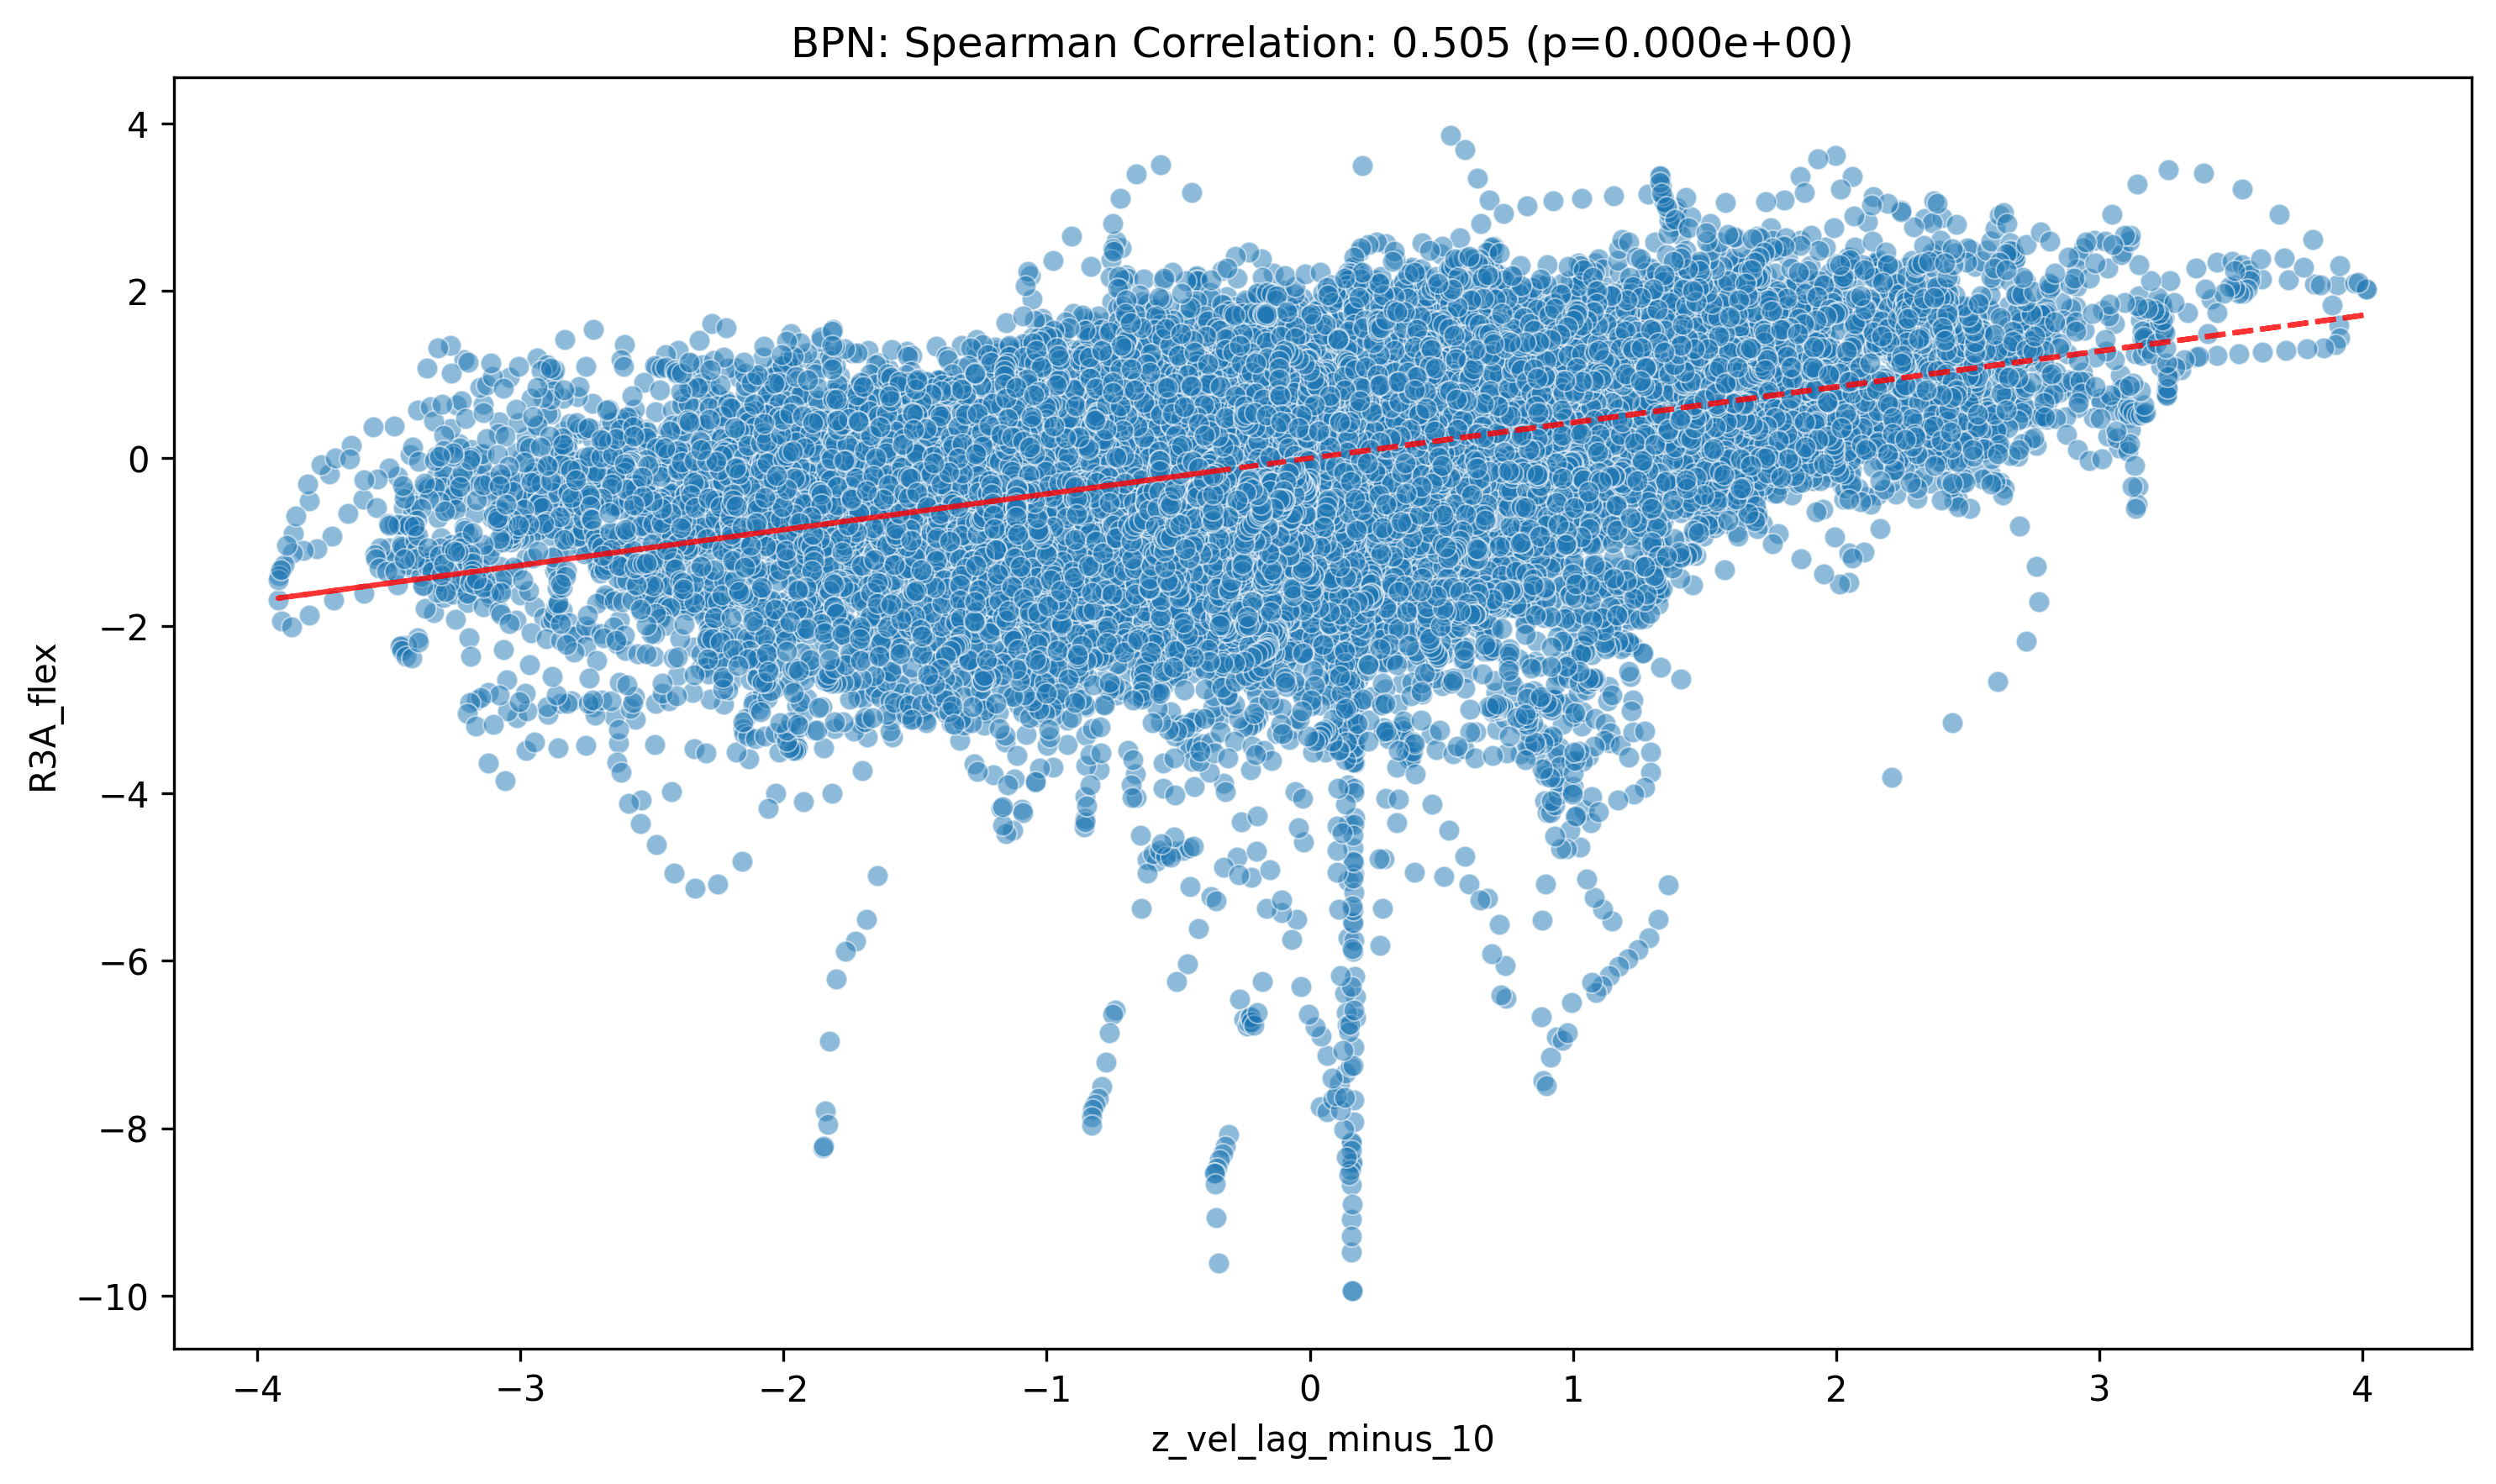 BPN: Spearman Correlation: 0.505 (p=0.000e+00)
4
2
0
−2
−4
−6
−8
−10
R3A_flex
−4 −3 −2 −1 0 1 2 3 4
z_vel_lag_minus_10